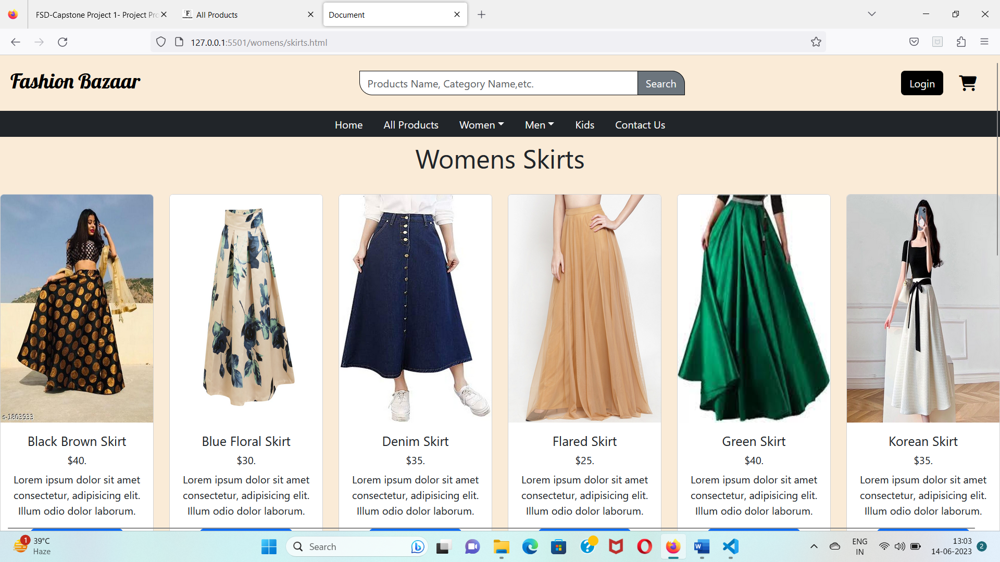 FSD-Capstone Project 1- Project Pro
All Products
Document
127.0.0.1:5501/womens/skirts.html
Fashion Bazaar
Products Name, Category Name,etc.
Search
Login
Home
All Products
Women
Men
Kids
Contact Us
Womens Skirts
s-1803933
Black Brown Skirt
$40.
Lorem ipsum dolor sit amet
consectetur, adipisicing elit.
Illum odio dolor laborum.
Blue Floral Skirt
$30.
Lorem ipsum dolor sit amet
consectetur, adipisicing elit.
Illum odio dolor laborum.
Denim Skirt
$35.
Lorem ipsum dolor sit amet
consectetur, adipisicing elit.
Illum odio dolor laborum.
Flared Skirt
$25.
Lorem ipsum dolor sit amet
consectetur, adipisicing elit.
Illum odio dolor laborum.
Green Skirt
$40.
Lorem ipsum dolor sit amet
consectetur, adipisicing elit.
Illum odio dolor laborum.
Korean Skirt
$35.
Lorem ipsum dolor sit amet
consectetur, adipisicing elit.
Illum odio dolor laborum.
1
39°C
Haze
Search
ENG
IN
13:03
14-06-2023
2